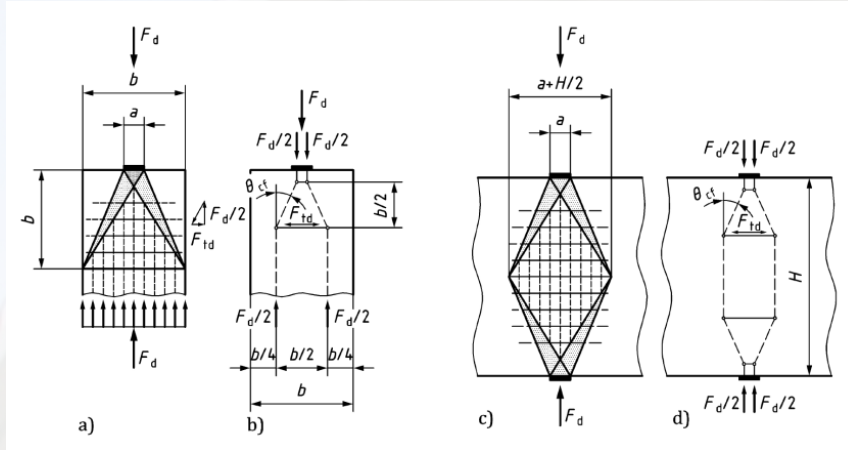 F_d
b
a
b
F_d/2
F_td
F_d
a)
F_d
F_d/2 F_d/2
θ_cf
F_td
b/2
F_d/2 F_d/2
b/4 b/2 b/4
b
b)
F_d
a+H/2
a
F_d
c)
F_d/2 F_d/2
θ_cf
F_td
H
F_d/2 F_d/2
d)